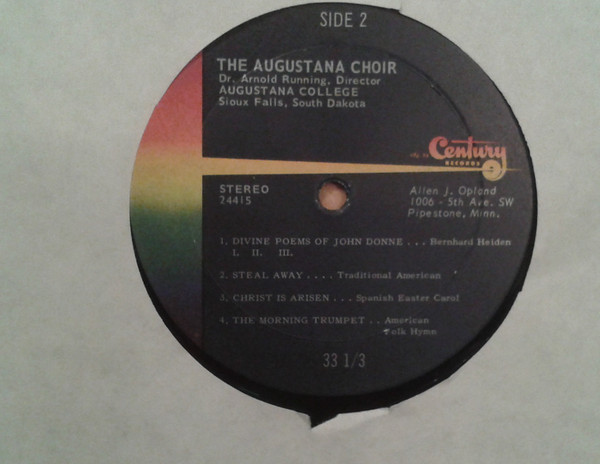 SIDE 2
THE AUGUSTANA CHOIR
Dr. Arnold Running, Director
AUGUSTANA COLLEGE
Sioux Falls, South Dakota
mfg. by Century
RECORDS
STEREO
24415
Allen J. Opland
1006 - 5th Ave. SW
Pipestone, Minn.
1. DIVINE POEMS OF JOHN DONNE . . . Bernhard Heiden
I. II. III.
2. STEAL AWAY . . . . Traditional American
3. CHRIST IS ARISEN . . . Spanish Easter Carol
4. THE MORNING TRUMPET . . American
Folk Hymn
33 1/3